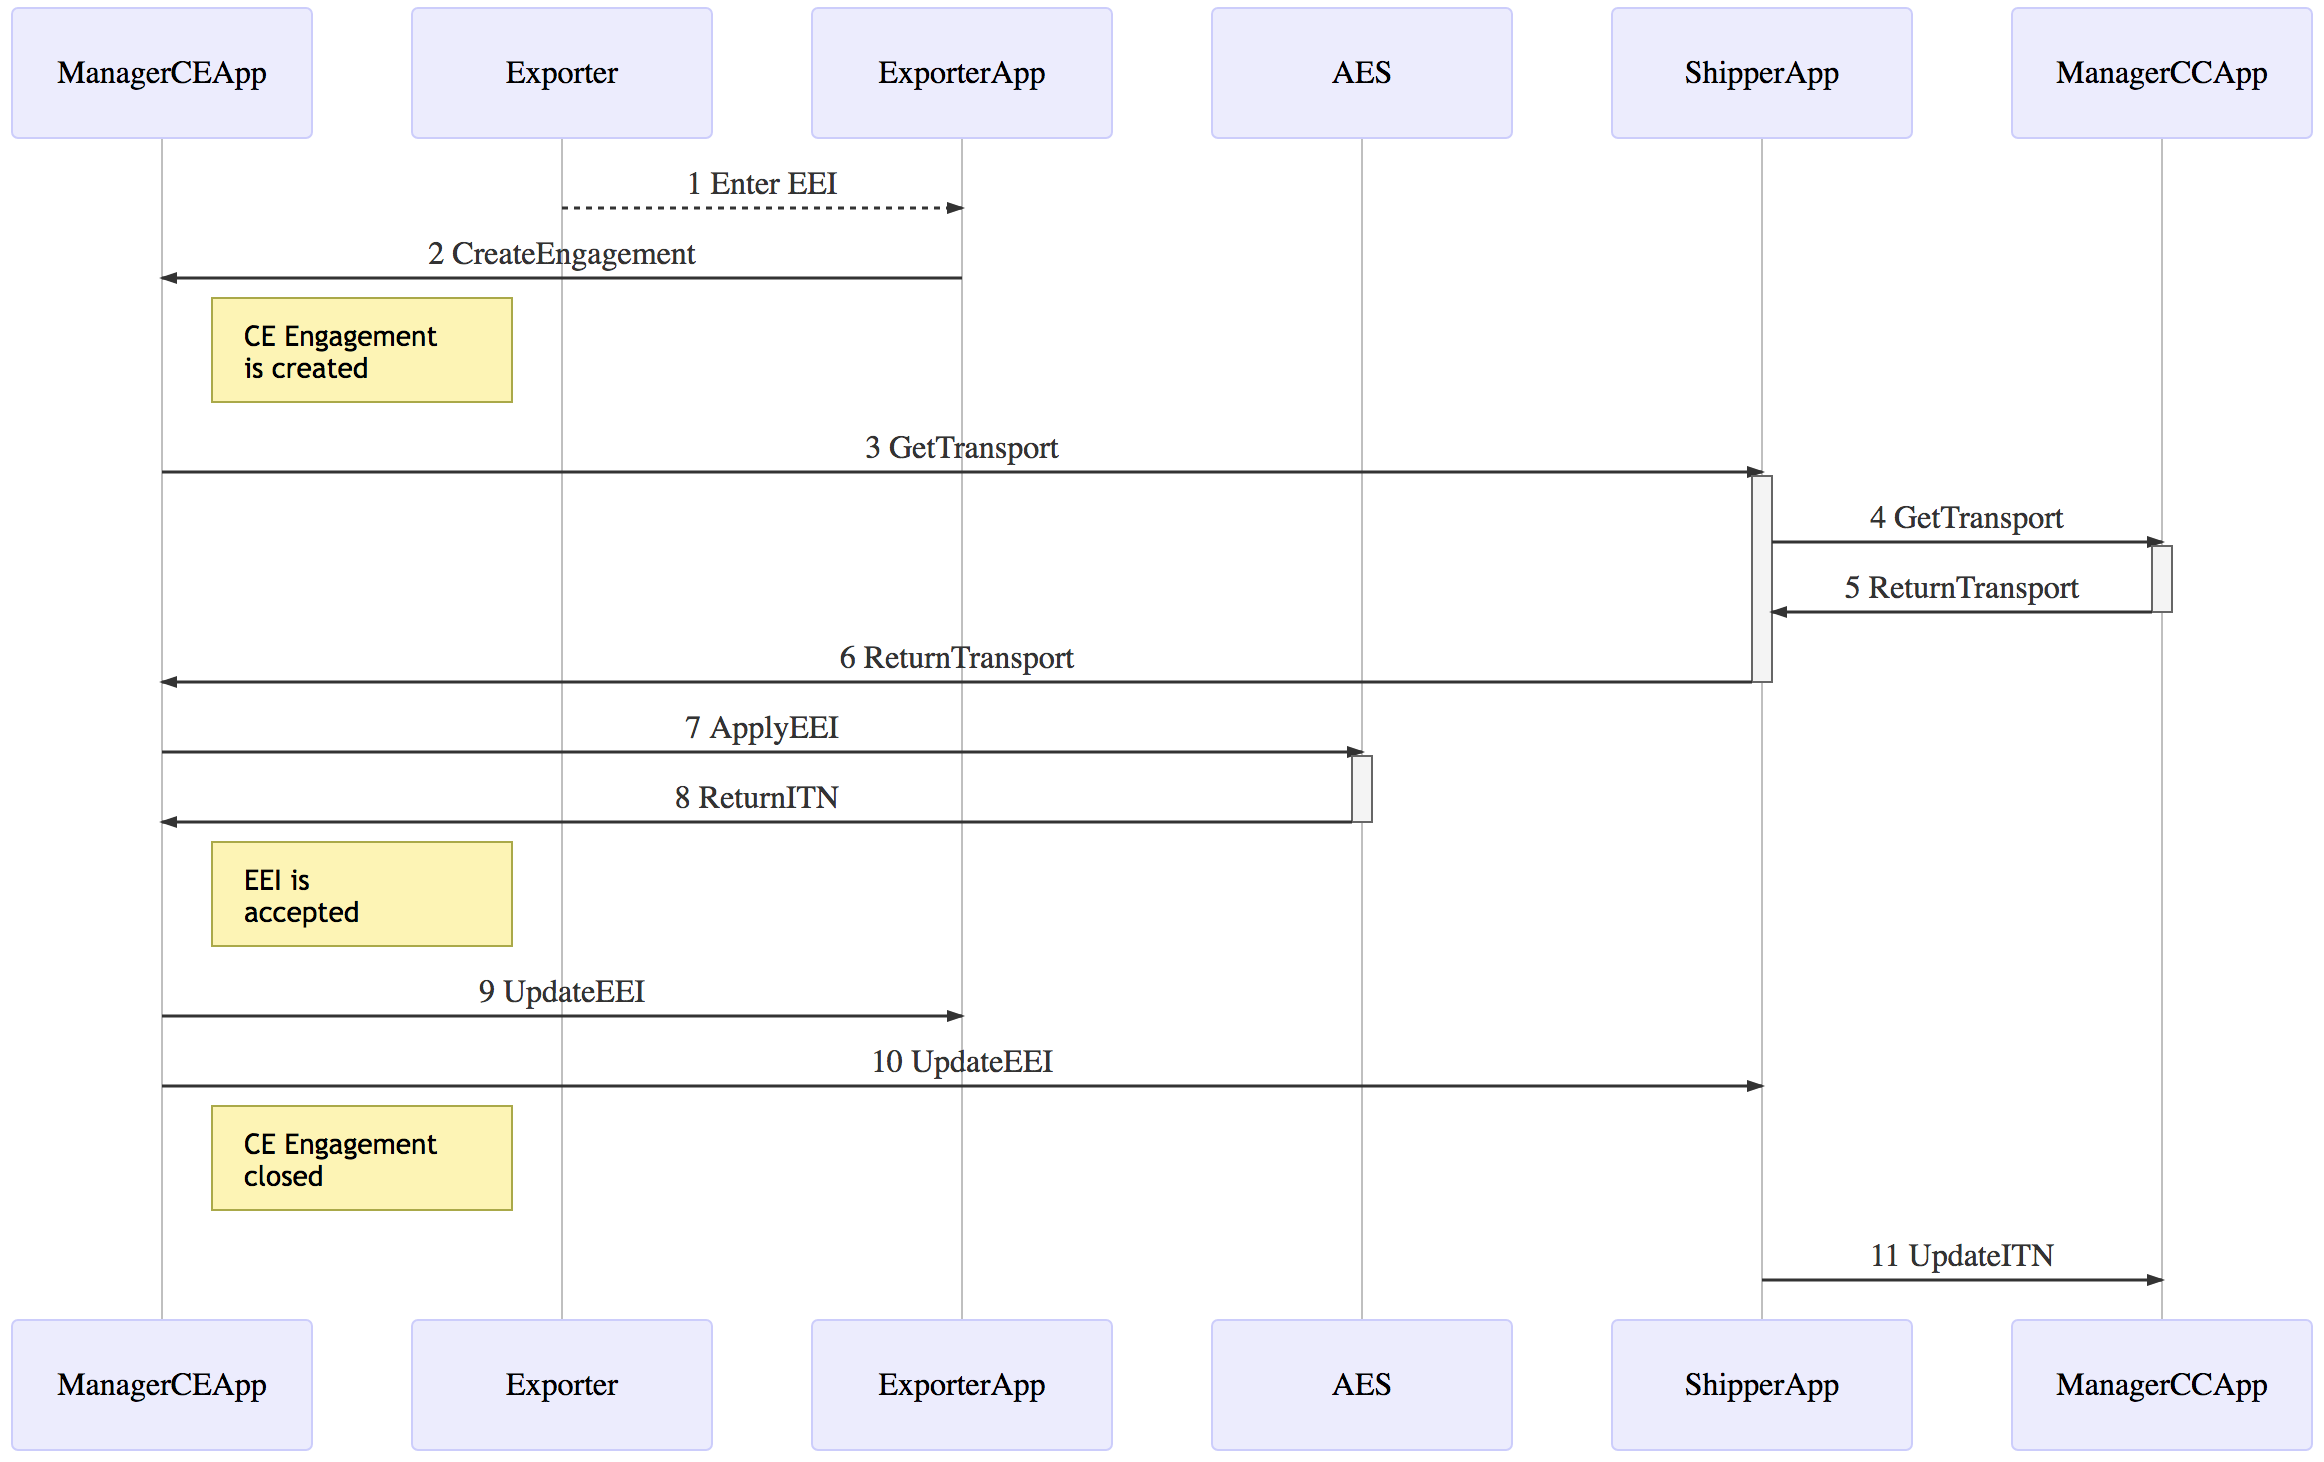 ManagerCEApp
Exporter
ExporterApp
AES
ShipperApp
ManagerCCApp
1 Enter EEI
2 CreateEngagement
CE Engagement
is created
3 GetTransport
4 GetTransport
5 ReturnTransport
6 ReturnTransport
7 ApplyEEI
8 ReturnITN
EEI is
accepted
9 UpdateEEI
10 UpdateEEI
CE Engagement
closed
11 UpdateITN
ManagerCEApp
Exporter
ExporterApp
AES
ShipperApp
ManagerCCApp